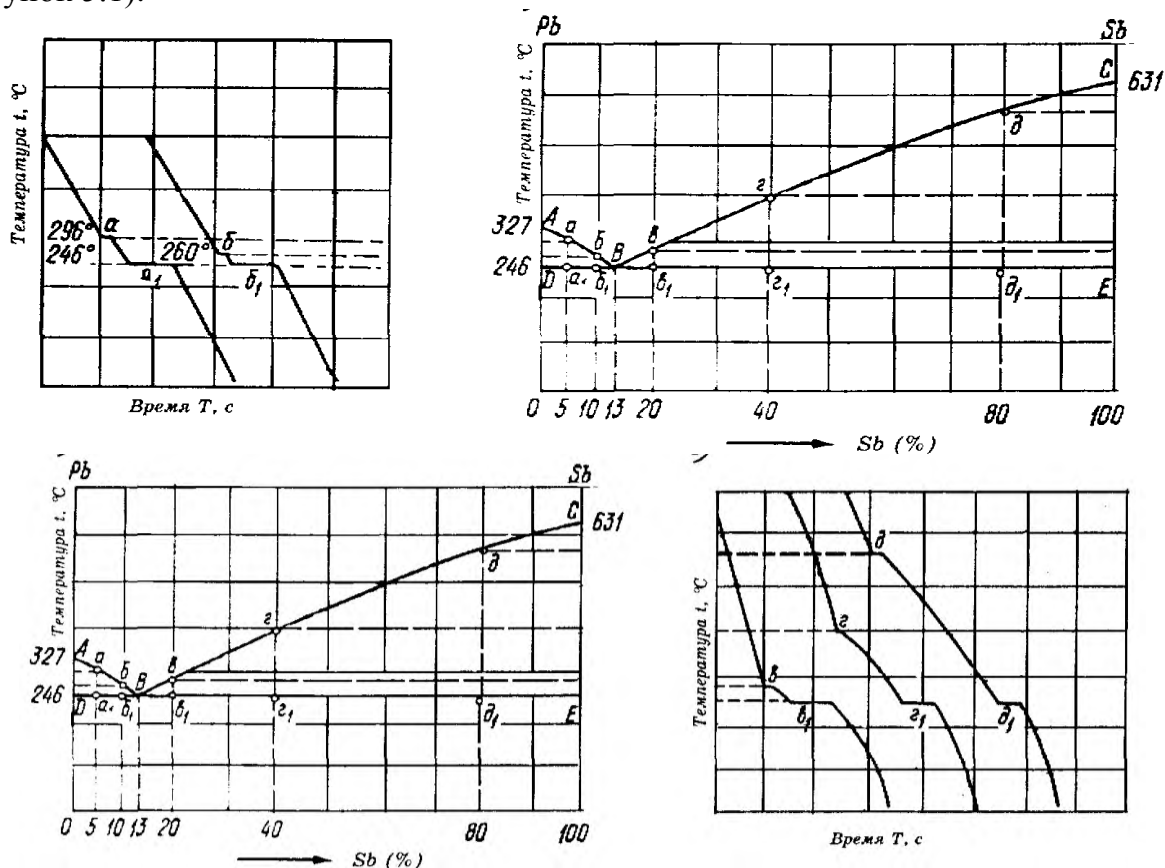 унок 3.1).
Температура t, °C
296°
246°
a
a₁
260°
б
б₁
Время T, с
Pb
Sb
Температура t, °C
C
631
д
г
327
A
a
б
B
в
246
D
a₁
б₁
в₁
г₁
д₁
E
0 5 10 13 20 40 80 100
Sb (%)
Pb
Sb
Температура t, °C
C
631
д
г
327
A
a
б
B
в
246
D
a₁
б₁
в₁
г₁
д₁
E
0 5 10 13 20 40 80 100
Sb (%)
Температура t, °C
д
г
в
в₁
г₁
д₁
Время T, с